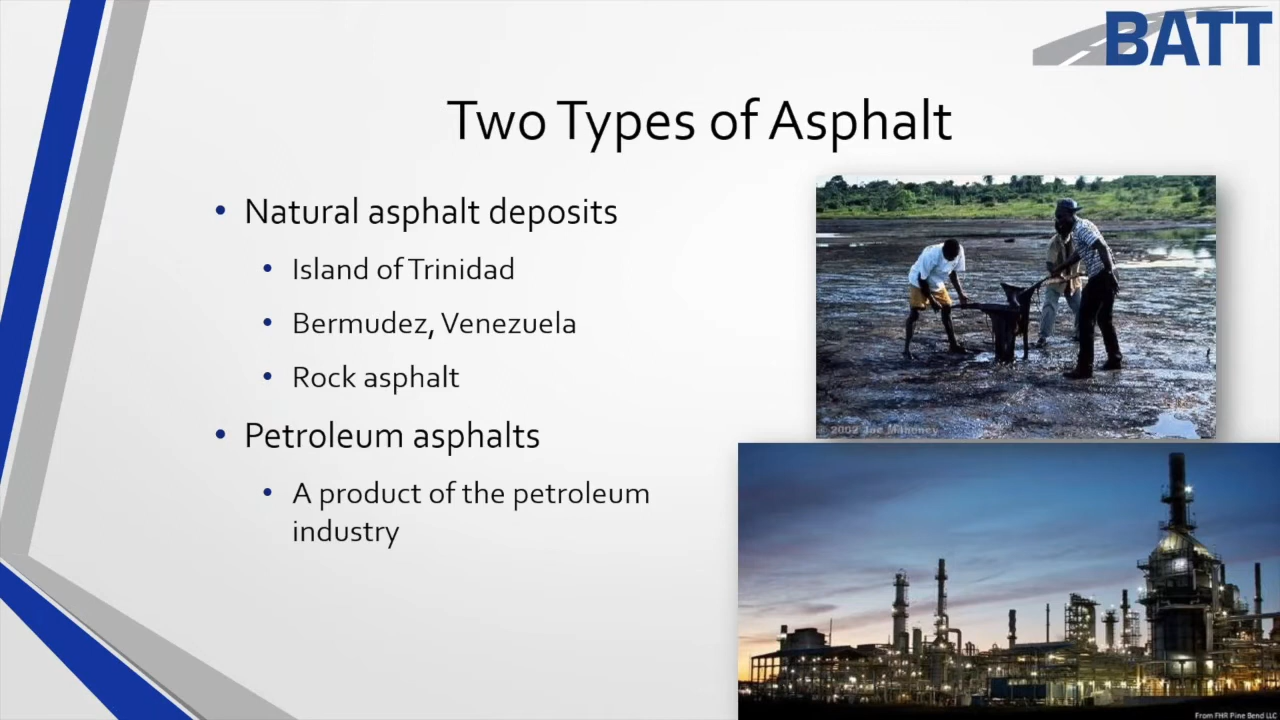 BATT
Two Types of Asphalt
• Natural asphalt deposits
• Island of Trinidad
• Bermudez, Venezuela
• Rock asphalt
• Petroleum asphalts
• A product of the petroleum
industry
© 2002 Joe Mahoney
From FHR Pine Bend LLC